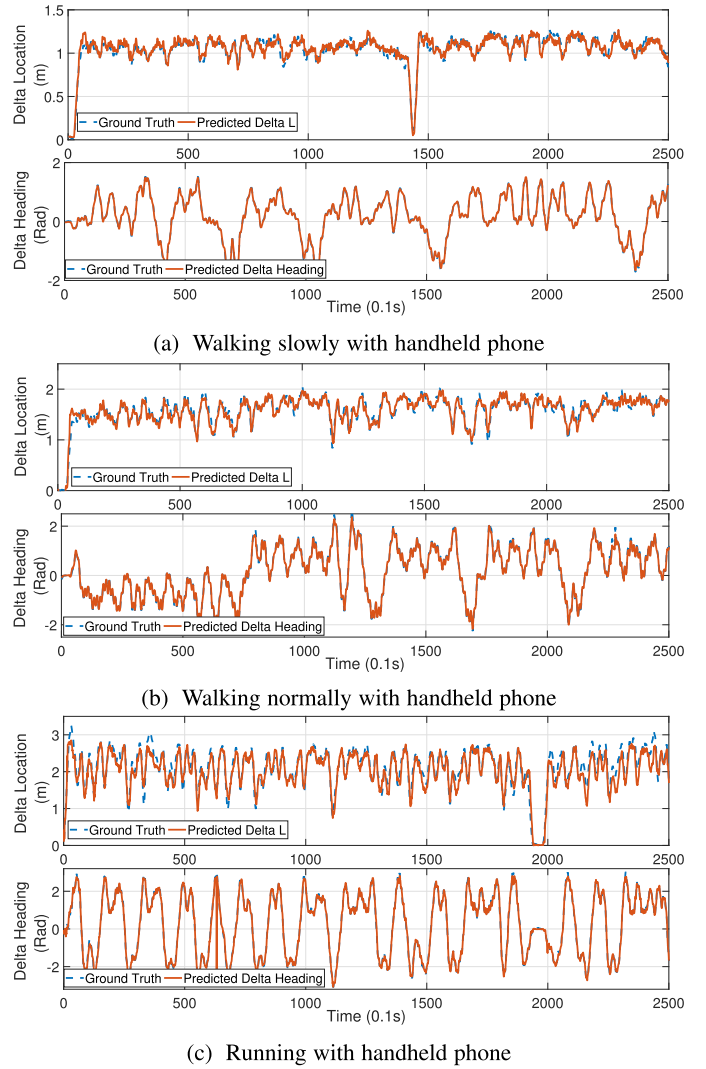 1.5
1
0.5
0
Delta Location
(m)
Ground Truth
Predicted Delta L
0
500
1000
1500
2000
2500
2
0
-2
Delta Heading
(Rad)
Ground Truth
Predicted Delta Heading
0
500
1000
1500
2000
2500
Time (0.1s)
(a) Walking slowly with handheld phone
2
1
0
Delta Location
(m)
Ground Truth
Predicted Delta L
0
500
1000
1500
2000
2500
2
0
-2
Delta Heading
(Rad)
Ground Truth
Predicted Delta Heading
0
500
1000
1500
2000
2500
Time (0.1s)
(b) Walking normally with handheld phone
3
2
1
0
Delta Location
(m)
Ground Truth
Predicted Delta L
0
500
1000
1500
2000
2500
2
0
-2
Delta Heading
(Rad)
Ground Truth
Predicted Delta Heading
0
500
1000
1500
2000
2500
Time (0.1s)
(c) Running with handheld phone